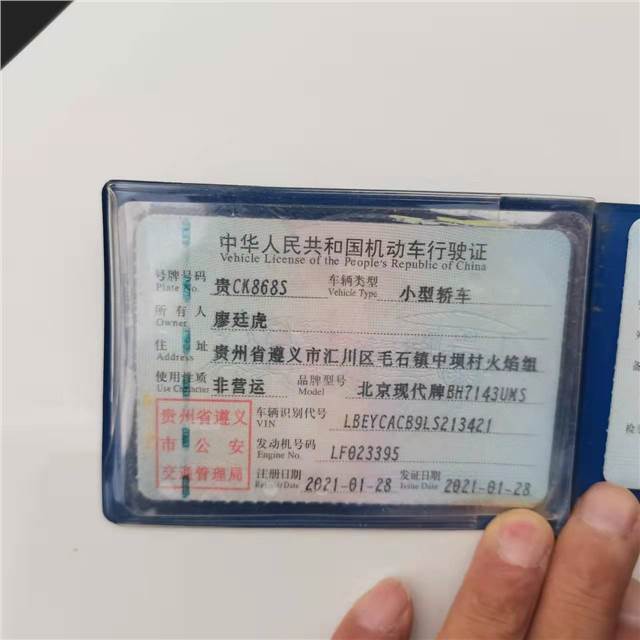 中华人民共和国机动车行驶证
Vehicle License of the People's Republic of China
号牌号码 贵CK868S 车辆类型 小型轿车
Plate No. Vehicle Type
所有人 廖廷虎
Owner
住址 贵州省遵义市汇川区毛石镇中坝村火焰组
Address
使用性质 非营运 品牌型号 北京现代牌BH7143UMS
Use Character Model
贵州省遵义
市公安
交通管理局
车辆识别代号 LBEYCACB9LS213421
VIN
发动机号码 LF023395
Engine No.
注册日期 2021-01-28 发证日期 2021-01-28
Register Date Issue Date